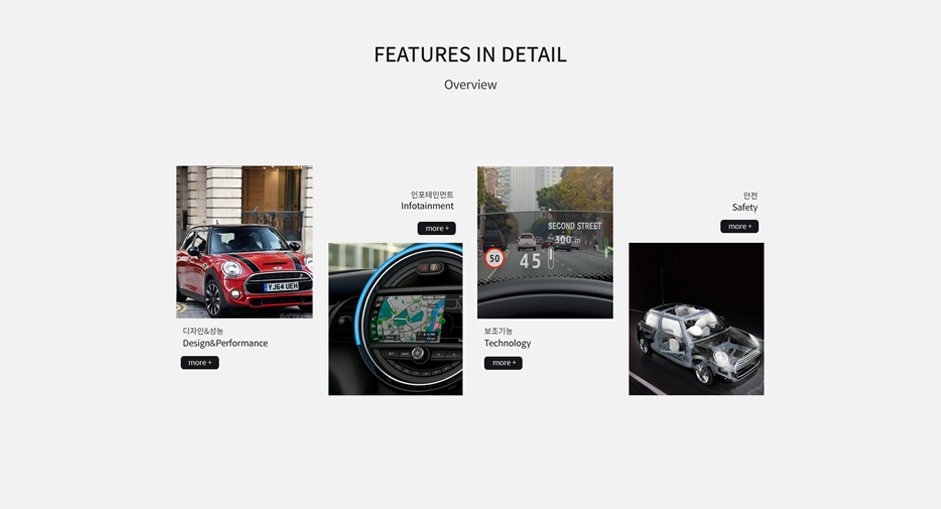 FEATURES IN DETAIL
Overview
YJ64 UEH
디자인&성능
Design&Performance
more +
인포테인먼트
Infotainment
more +
SECOND STREET
300 m
50
45
보조기능
Technology
more +
안전
Safety
more +